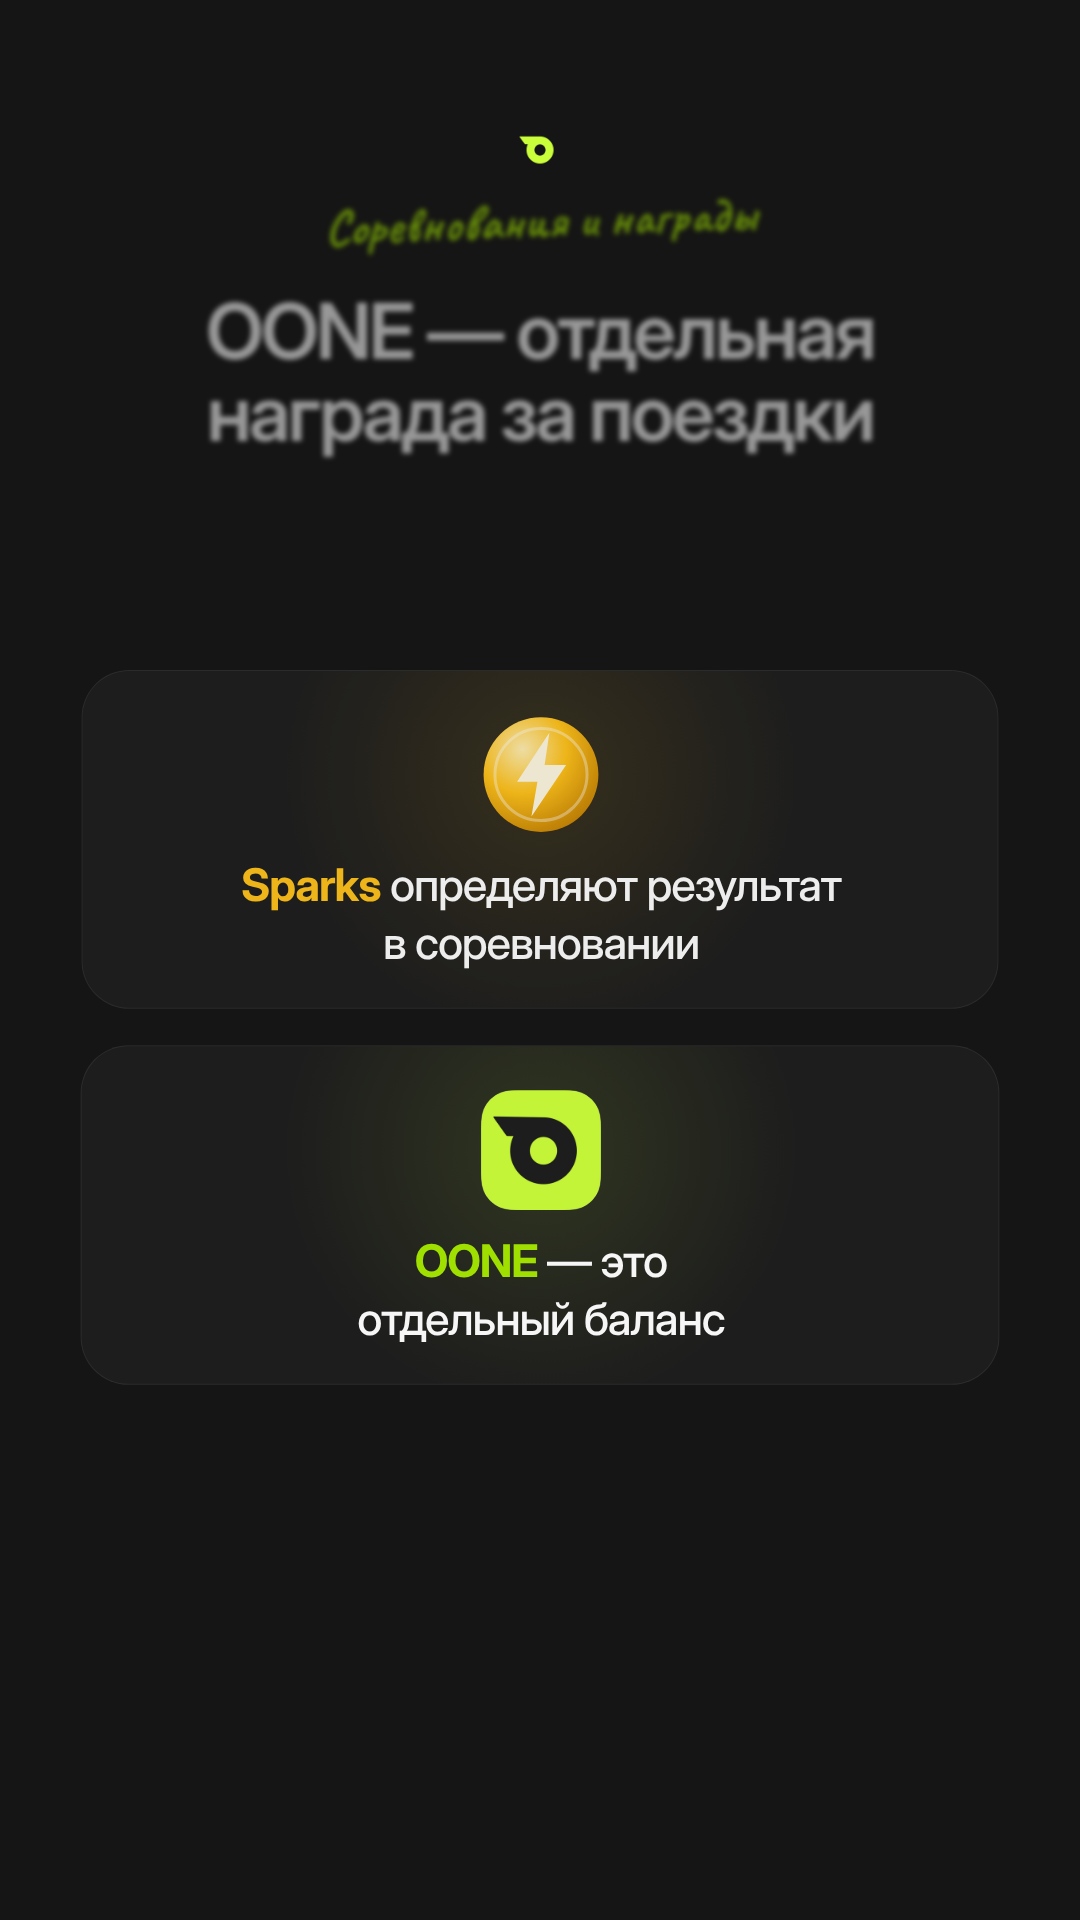 Соревнования и награды
OONE — отдельная
награда за поездки
Sparks определяют результат
в соревновании
OONE — это
отдельный баланс